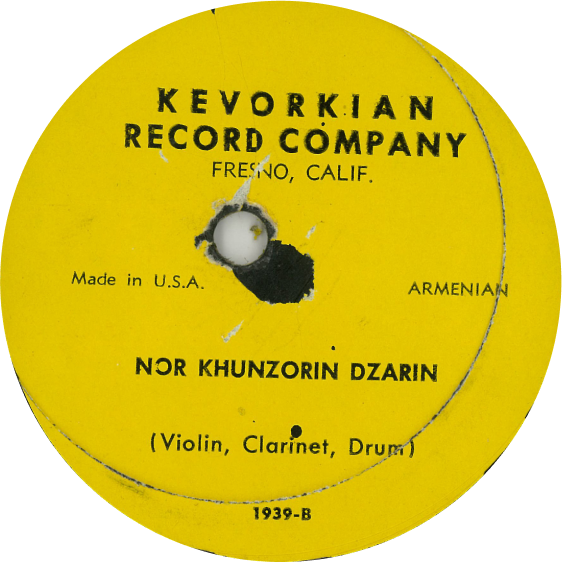 KEVORKIAN
RECORD COMPANY
FRESNO, CALIF.
Made in U.S.A.
ARMENIAN
NOR KHUNZORIN DZARIN
(Violin, Clarinet, Drum)
1939-B